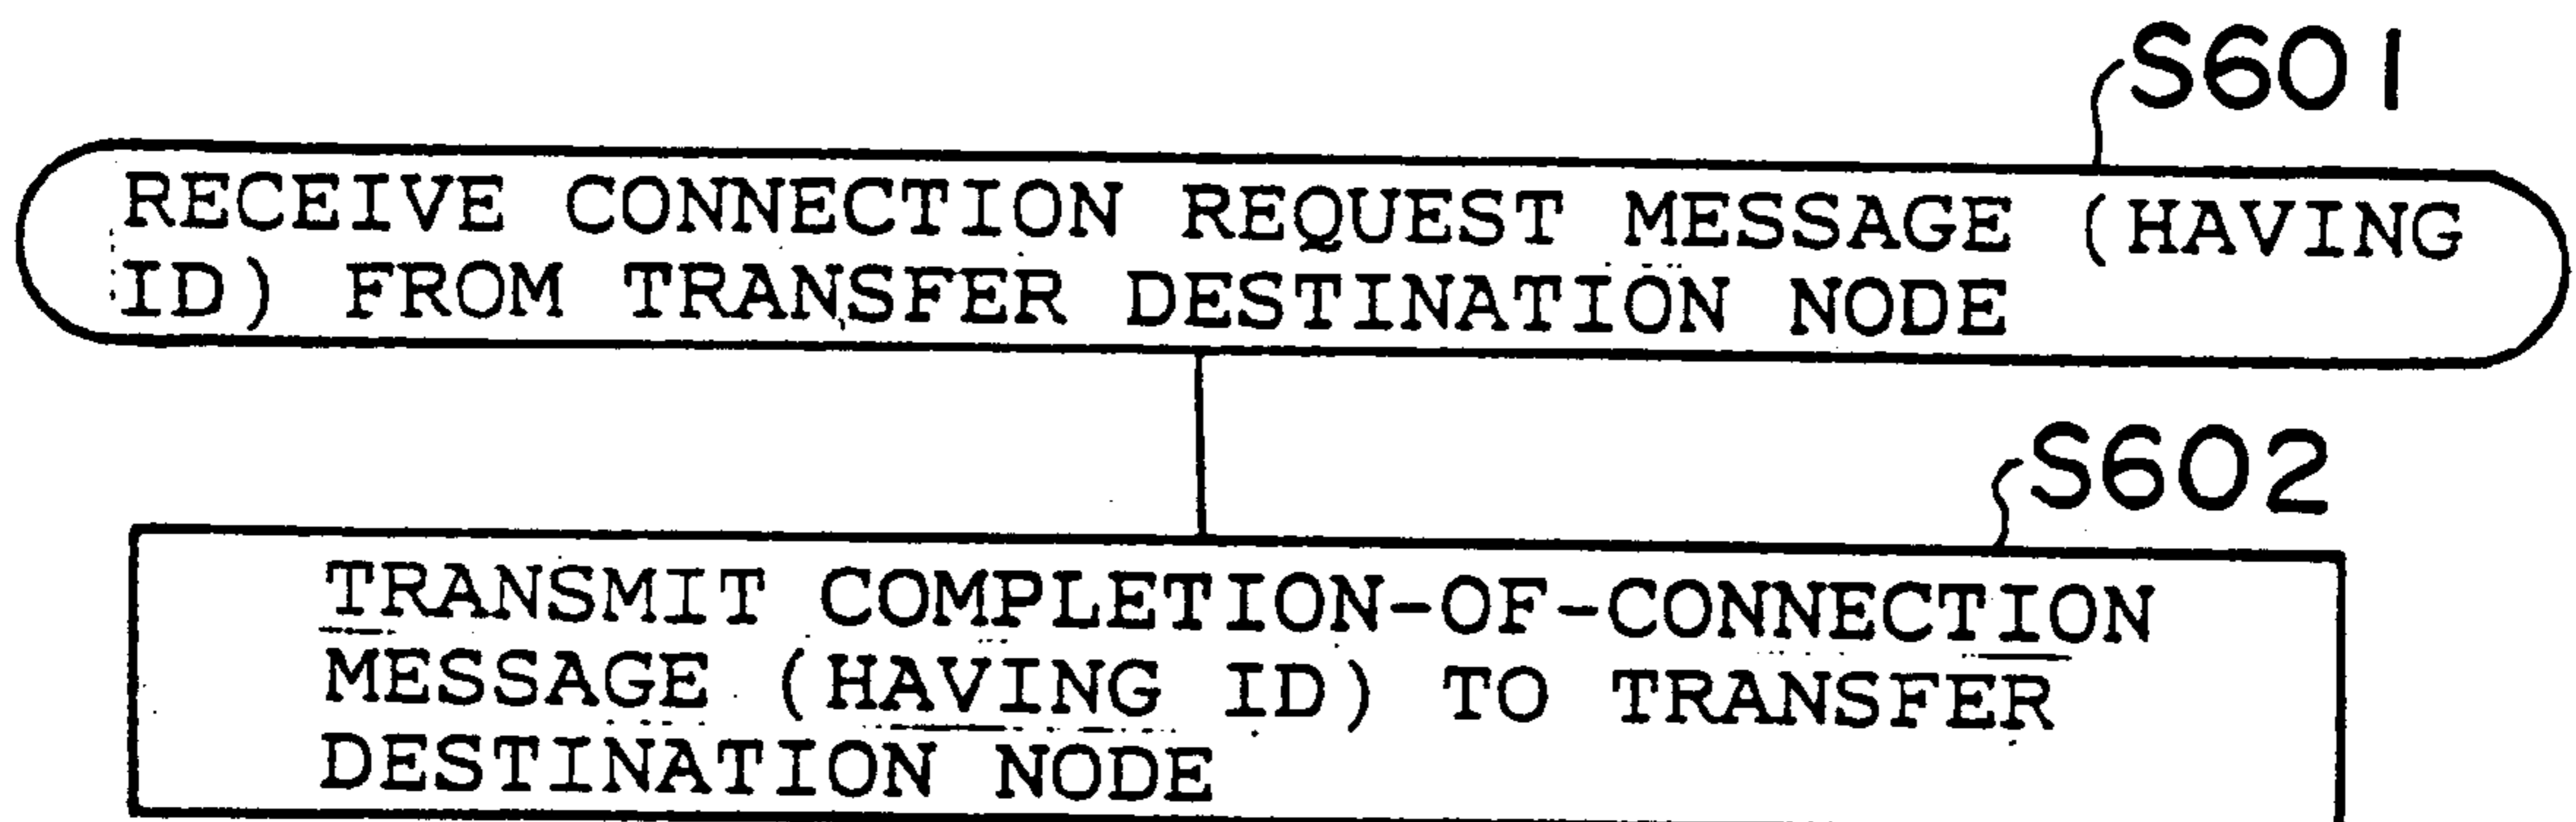 S601
RECEIVE CONNECTION REQUEST MESSAGE (HAVING
ID) FROM TRANSFER DESTINATION NODE
S602
TRANSMIT COMPLETION-OF-CONNECTION
MESSAGE (HAVING ID) TO TRANSFER
DESTINATION NODE